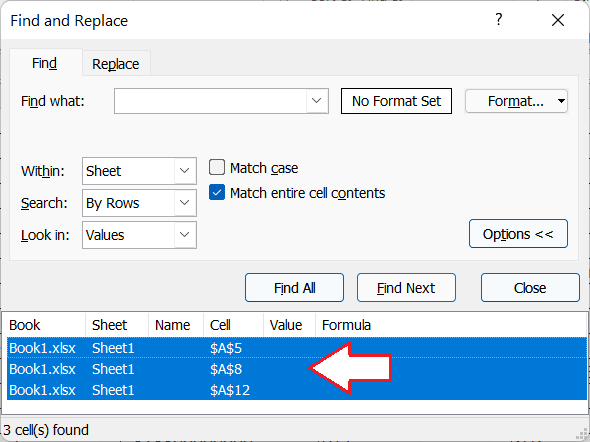 Find and Replace ?
Find Replace
Find what: No Format Set Format...
Within: Sheet Match case
Search: By Rows Match entire cell contents
Look in: Values Options <<
Find All Find Next Close
Book Sheet Name Cell Value Formula
Book1.xlsx Sheet1 $A$5
Book1.xlsx Sheet1 $A$8
Book1.xlsx Sheet1 $A$12
3 cell(s) found